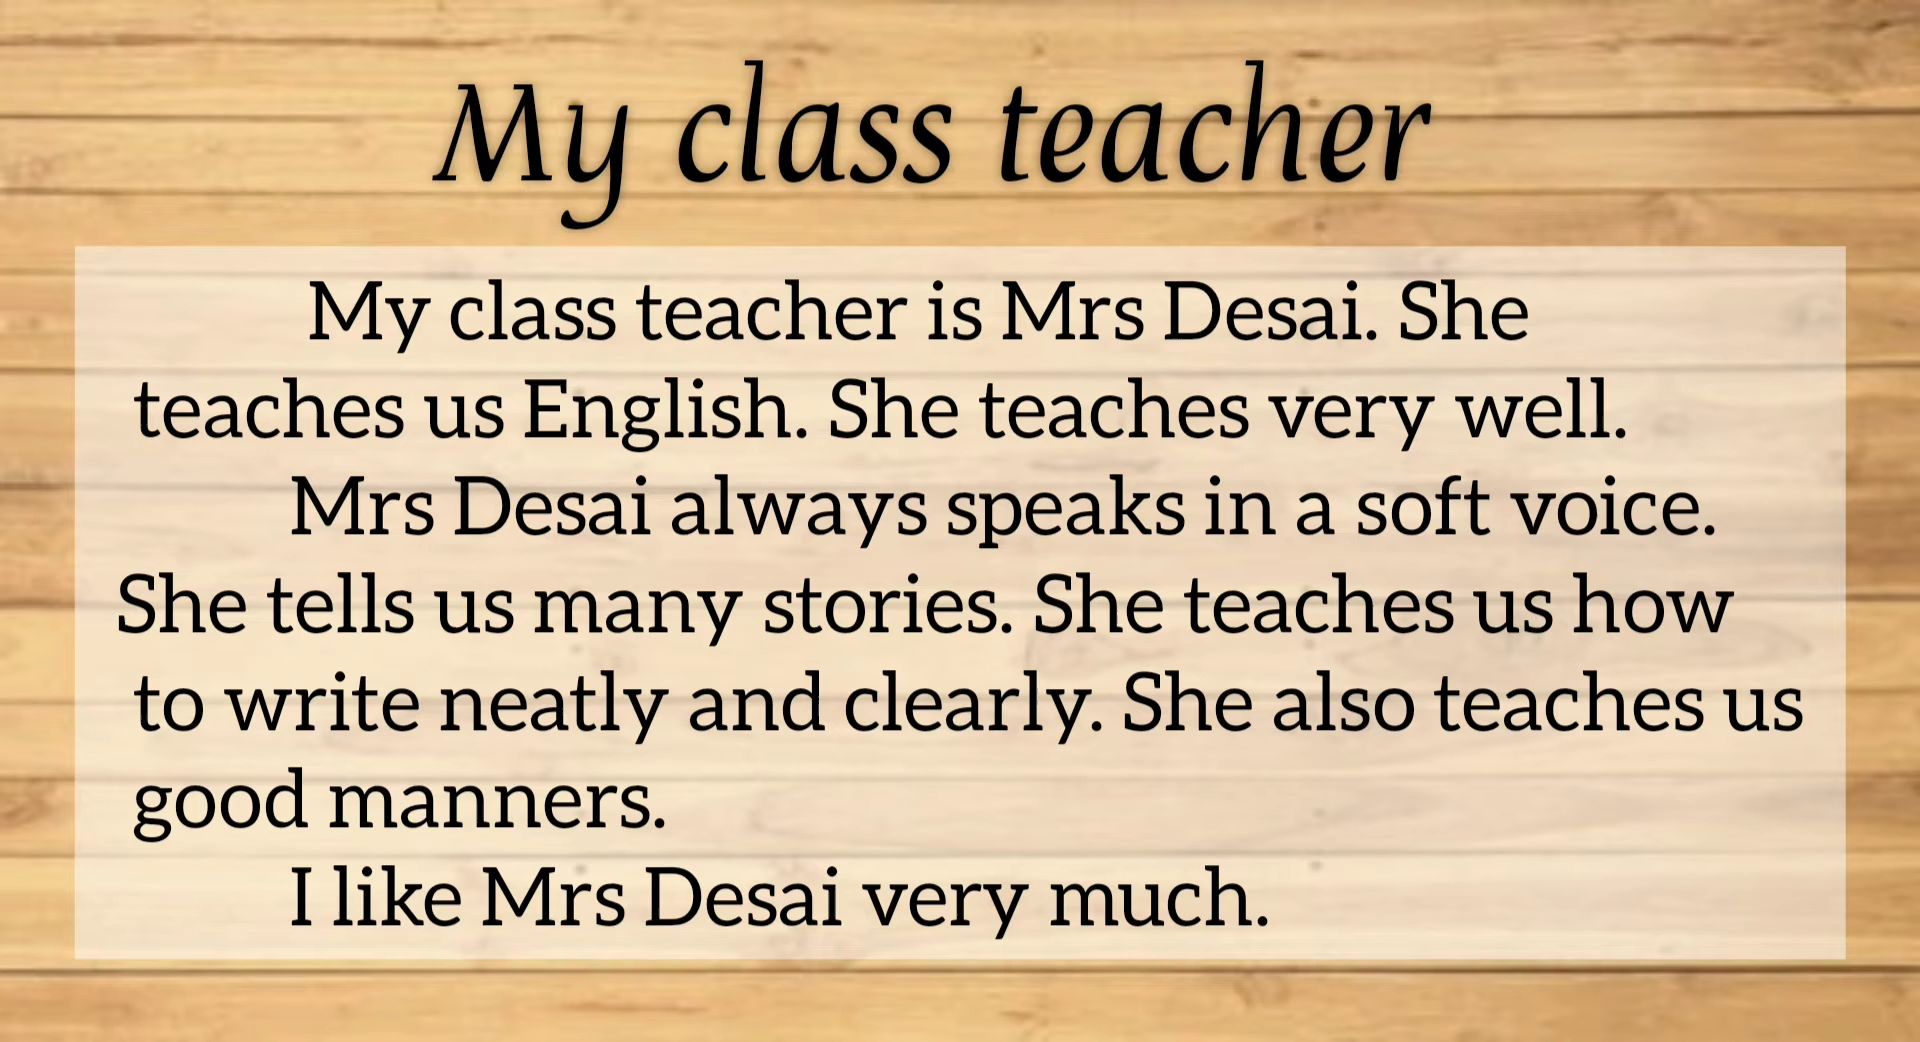 My class teacher
My class teacher is Mrs Desai. She
teaches us English. She teaches very well.
Mrs Desai always speaks in a soft voice.
She tells us many stories. She teaches us how
to write neatly and clearly. She also teaches us
good manners.
I like Mrs Desai very much.